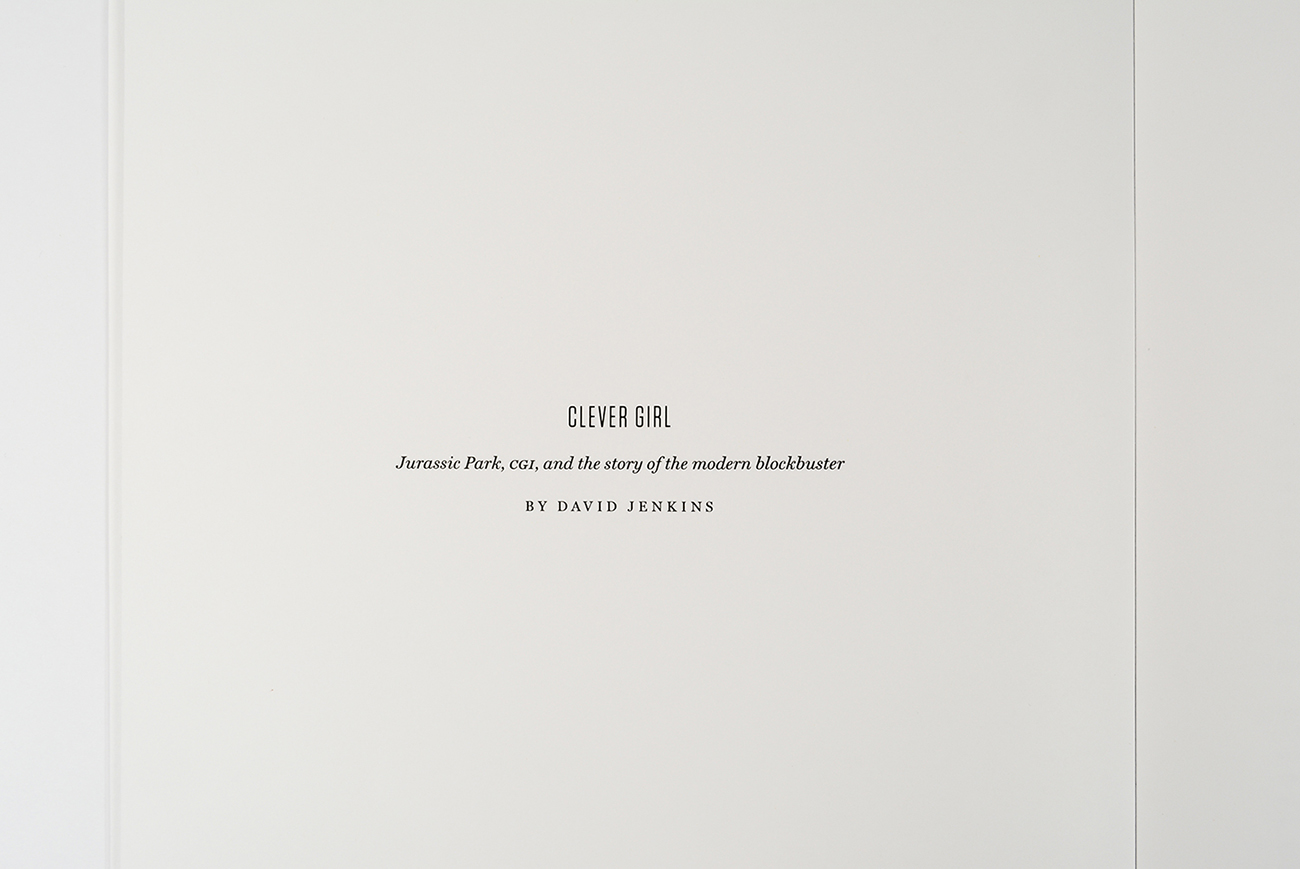 CLEVER GIRL
Jurassic Park, CGI, and the story of the modern blockbuster
BY DAVID JENKINS